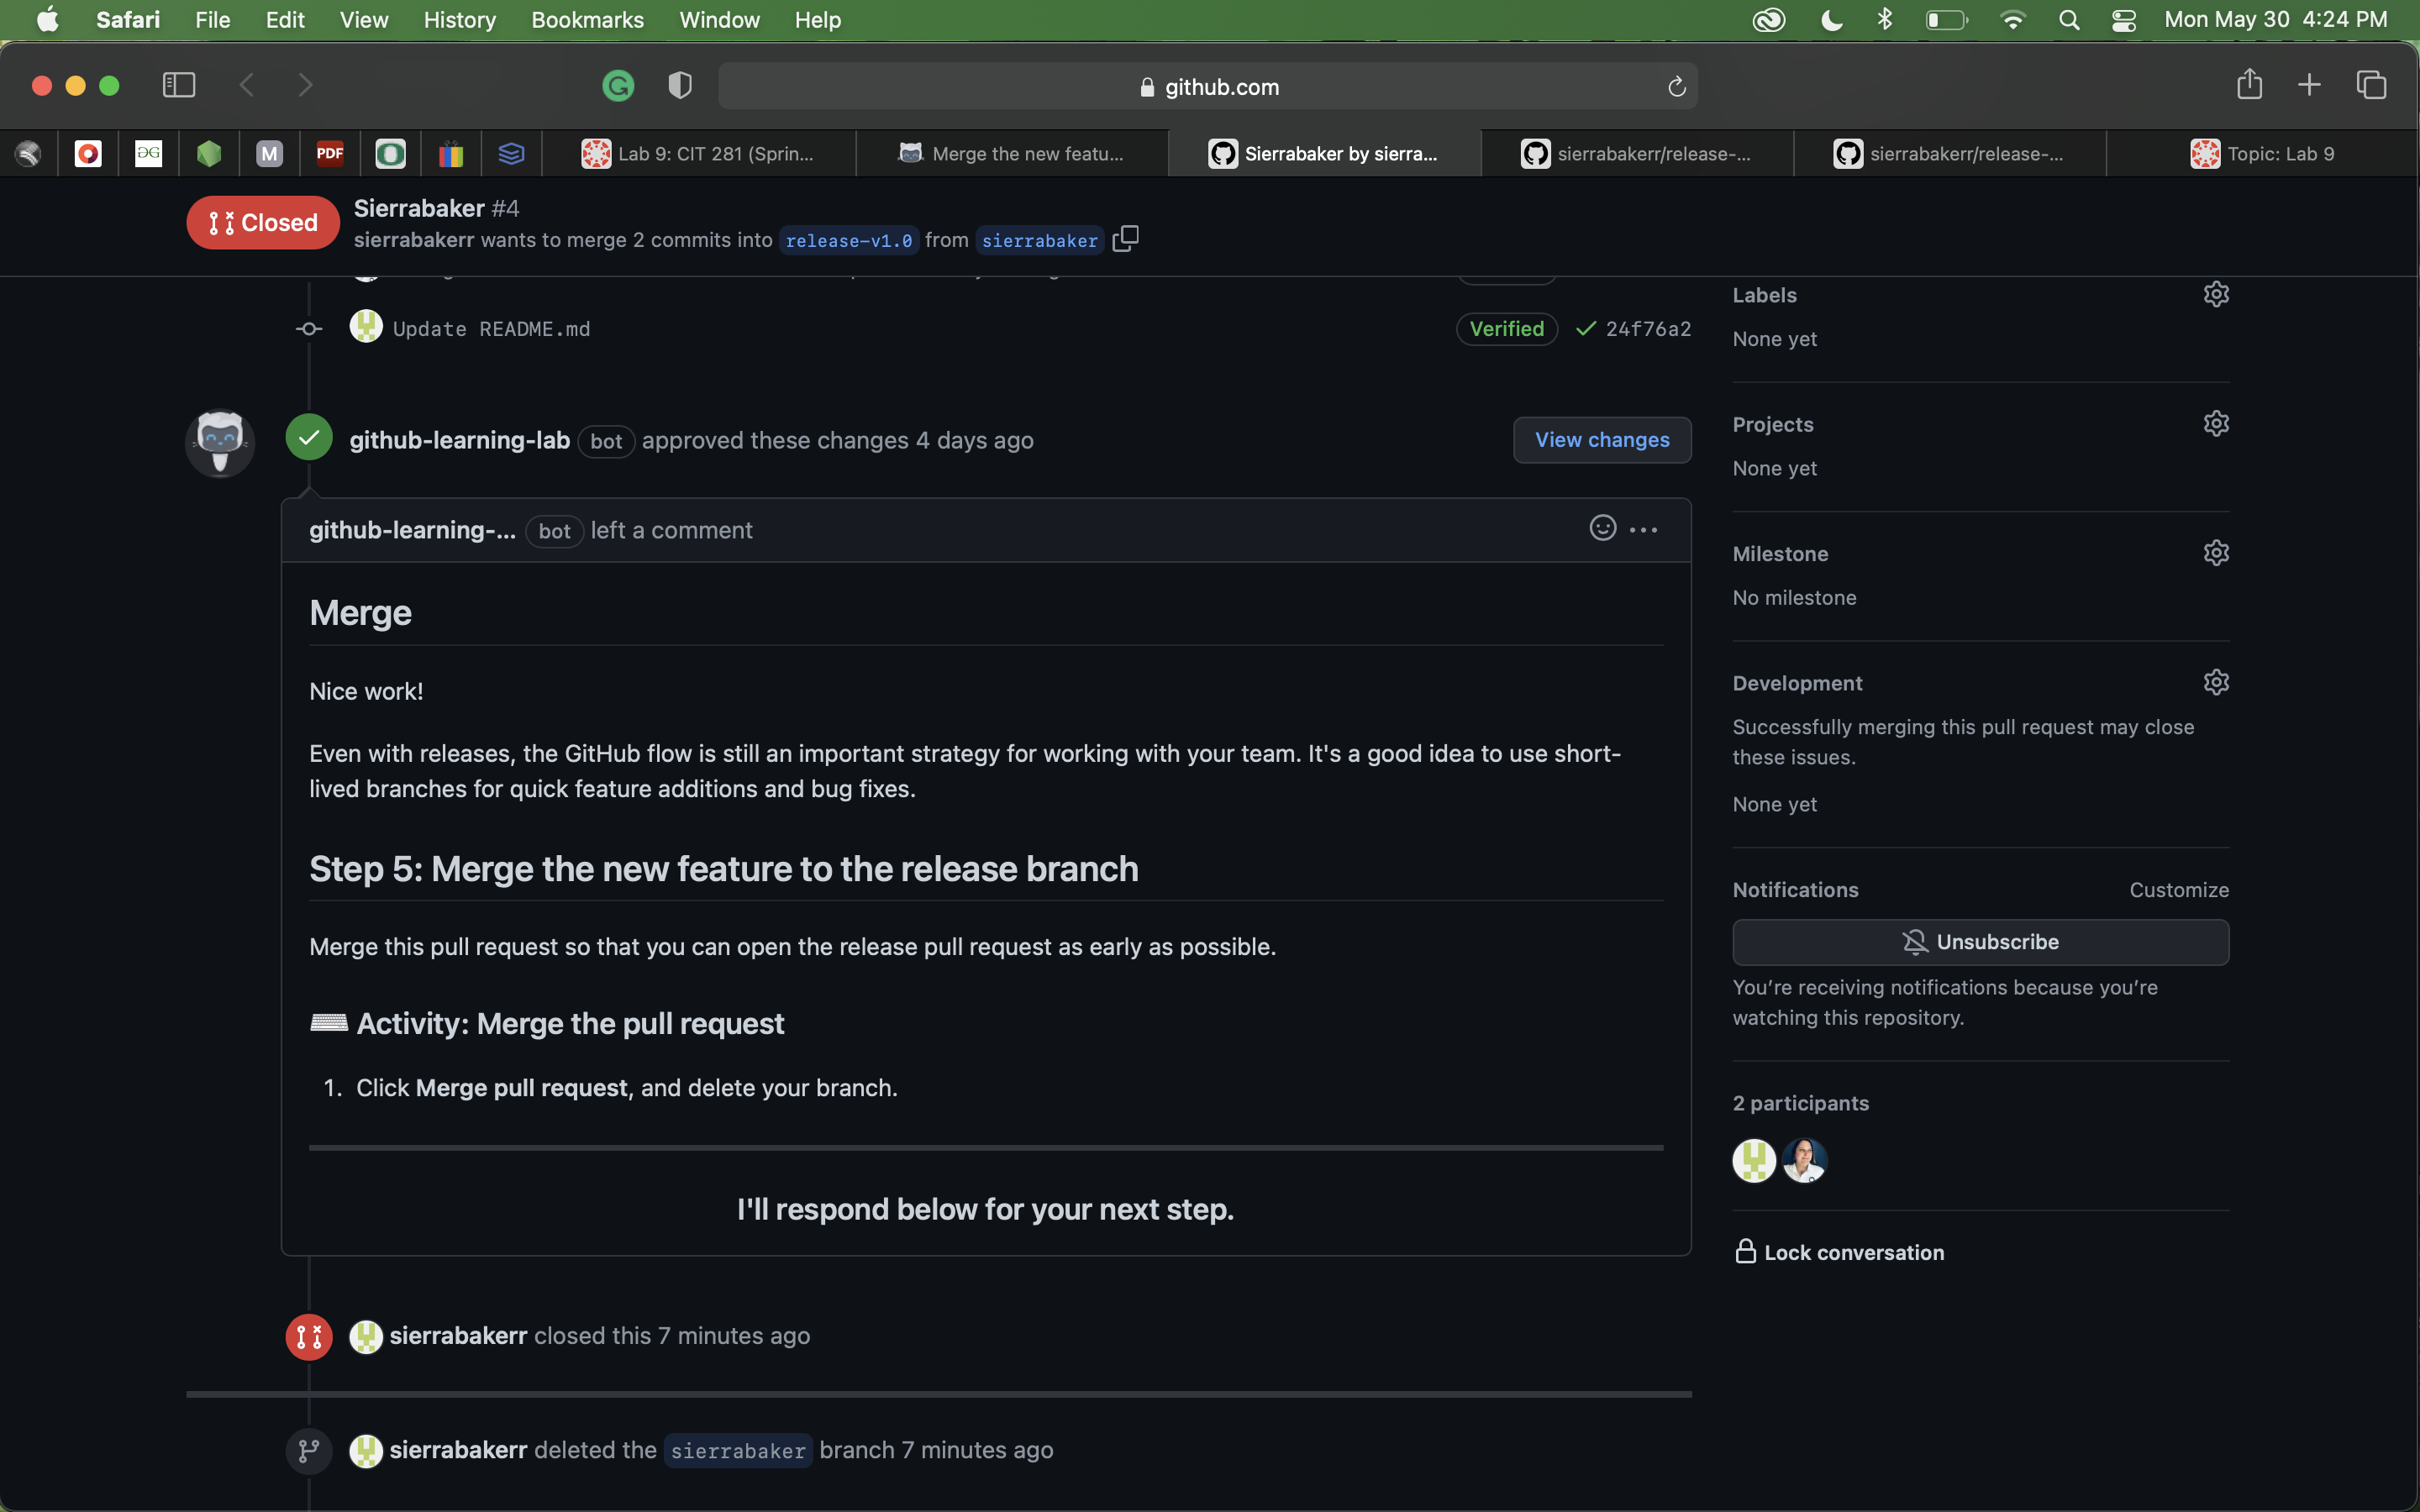 Safari File Edit View History Bookmarks Window Help Mon May 30 4:24 PM
github.com
M PDF Lab 9: CIT 281 (Sprin... Merge the new featu... Sierrabaker by sierra... sierrabakerr/release-... sierrabakerr/release-... Topic: Lab 9
Closed
Sierrabaker #4
sierrabakerr wants to merge 2 commits into release-v1.0 from sierrabaker
Update README.md Verified 24f76a2
github-learning-lab bot approved these changes 4 days ago View changes
github-learning-... bot left a comment
Merge
Nice work!
Even with releases, the GitHub flow is still an important strategy for working with your team. It's a good idea to use short-
lived branches for quick feature additions and bug fixes.
Step 5: Merge the new feature to the release branch
Merge this pull request so that you can open the release pull request as early as possible.
Activity: Merge the pull request
1. Click Merge pull request, and delete your branch.
I'll respond below for your next step.
sierrabakerr closed this 7 minutes ago
sierrabakerr deleted the sierrabaker branch 7 minutes ago
Labels
None yet
Projects
None yet
Milestone
No milestone
Development
Successfully merging this pull request may close
these issues.
None yet
Notifications Customize
Unsubscribe
You're receiving notifications because you're
watching this repository.
2 participants
Lock conversation